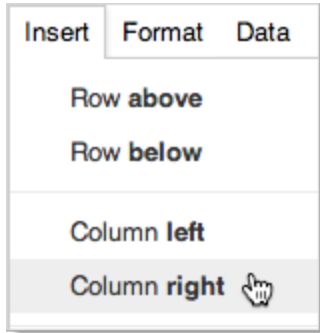 Insert Format Data
Row above
Row below
Column left
Column right